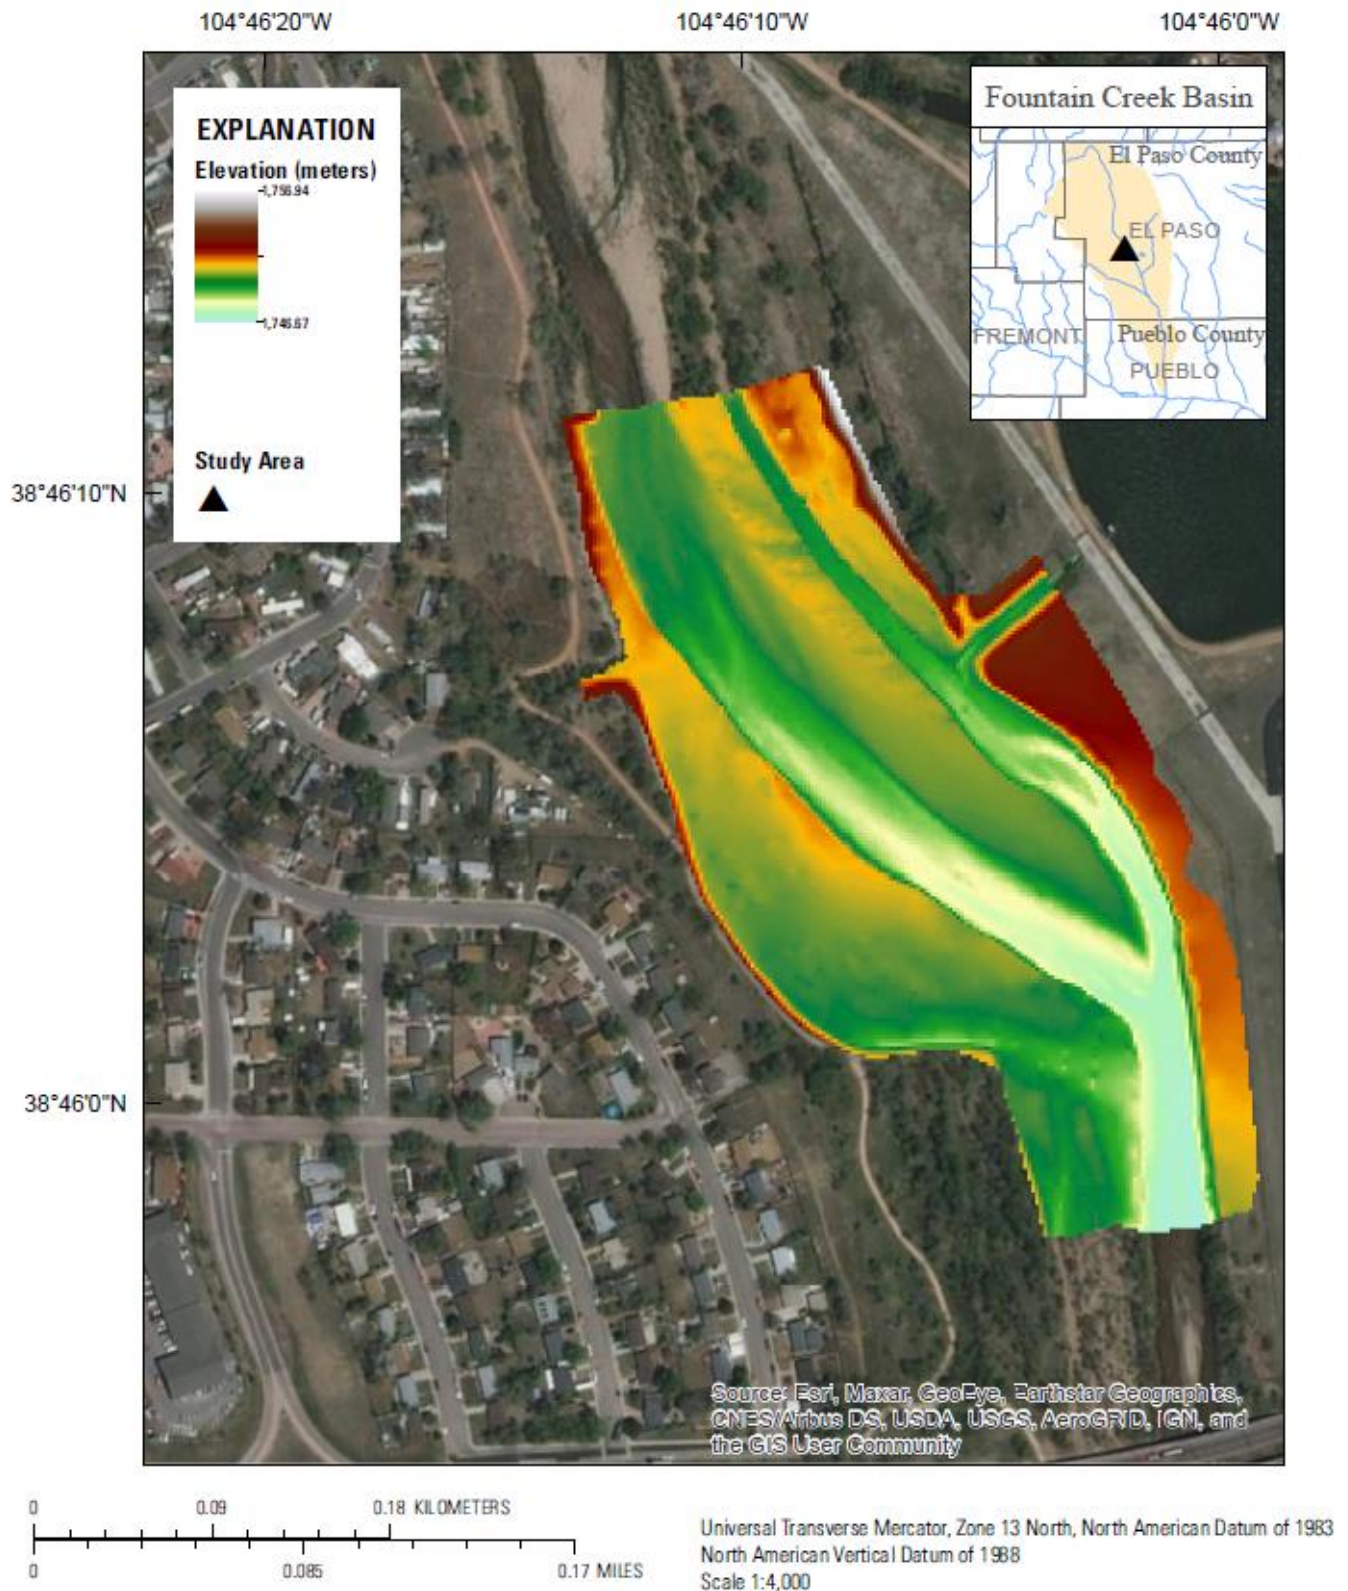 104°46'20"W 104°46'10"W 104°46'0"W
EXPLANATION
Elevation (meters)
1,756.94
1,746.67
Study Area
Fountain Creek Basin
El Paso County
EL PASO
FREMONT
Pueblo County
PUEBLO
38°46'10"N
38°46'0"N
Source: Esri, Maxar, GeoEye, Earthstar Geographics,
CNES/Airbus DS, USDA, USGS, AeroGRID, IGN, and
the GIS User Community
0 0.09 0.18 KILOMETERS
0 0.085 0.17 MILES
Universal Transverse Mercator, Zone 13 North, North American Datum of 1983
North American Vertical Datum of 1988
Scale 1:4,000